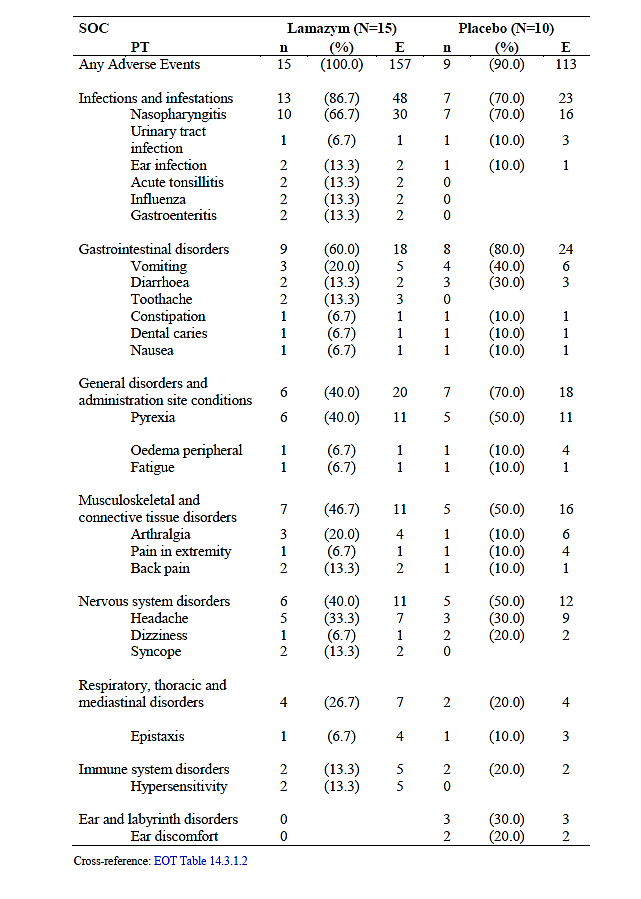 SOC Lamazym (N=15) Placebo (N=10)
PT n (%) E n (%) E
Any Adverse Events 15 (100.0) 157 9 (90.0) 113
Infections and infestations 13 (86.7) 48 7 (70.0) 23
Nasopharyngitis 10 (66.7) 30 7 (70.0) 16
Urinary tract
infection 1 (6.7) 1 1 (10.0) 3
Ear infection 2 (13.3) 2 1 (10.0) 1
Acute tonsillitis 2 (13.3) 2 0
Influenza 2 (13.3) 2 0
Gastroenteritis 2 (13.3) 2 0
Gastrointestinal disorders 9 (60.0) 18 8 (80.0) 24
Vomiting 3 (20.0) 5 4 (40.0) 6
Diarrhoea 2 (13.3) 2 3 (30.0) 3
Toothache 2 (13.3) 3 0
Constipation 1 (6.7) 1 1 (10.0) 1
Dental caries 1 (6.7) 1 1 (10.0) 1
Nausea 1 (6.7) 1 1 (10.0) 1
General disorders and
administration site conditions 6 (40.0) 20 7 (70.0) 18
Pyrexia 6 (40.0) 11 5 (50.0) 11
Oedema peripheral 1 (6.7) 1 1 (10.0) 4
Fatigue 1 (6.7) 1 1 (10.0) 1
Musculoskeletal and
connective tissue disorders 7 (46.7) 11 5 (50.0) 16
Arthralgia 3 (20.0) 4 1 (10.0) 6
Pain in extremity 1 (6.7) 1 1 (10.0) 4
Back pain 2 (13.3) 2 1 (10.0) 1
Nervous system disorders 6 (40.0) 11 5 (50.0) 12
Headache 5 (33.3) 7 3 (30.0) 9
Dizziness 1 (6.7) 1 2 (20.0) 2
Syncope 2 (13.3) 2 0
Respiratory, thoracic and
mediastinal disorders 4 (26.7) 7 2 (20.0) 4
Epistaxis 1 (6.7) 4 1 (10.0) 3
Immune system disorders 2 (13.3) 5 2 (20.0) 2
Hypersensitivity 2 (13.3) 5 0
Ear and labyrinth disorders 0 3 (30.0) 3
Ear discomfort 0 2 (20.0) 2
Cross-reference: EOT Table 14.3.1.2